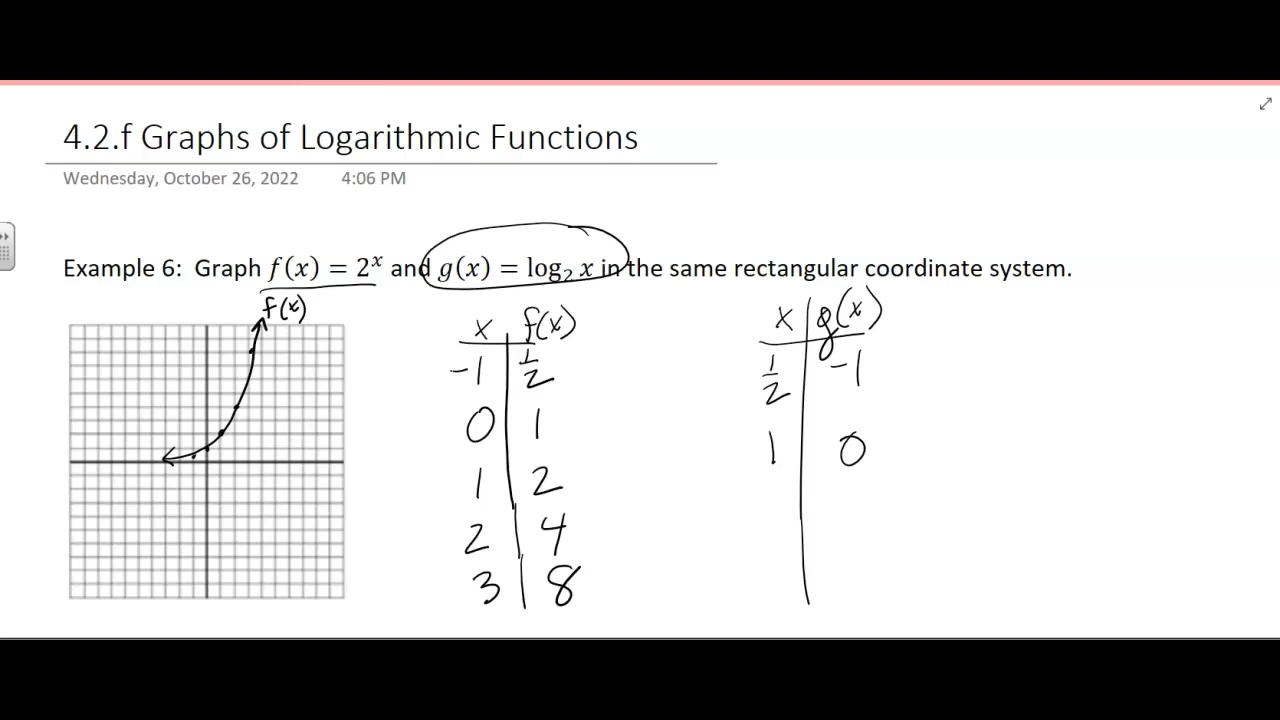 4.2.f Graphs of Logarithmic Functions
Wednesday, October 26, 2022 4:06 PM
Example 6: Graph f(x) = 2ˣ and g(x) = log₂ x in the same rectangular coordinate system.
f(x)
x f(x)
-1 1/2
0 1
1 2
2 4
3 8
x g(x)
1/2 -1
1 0